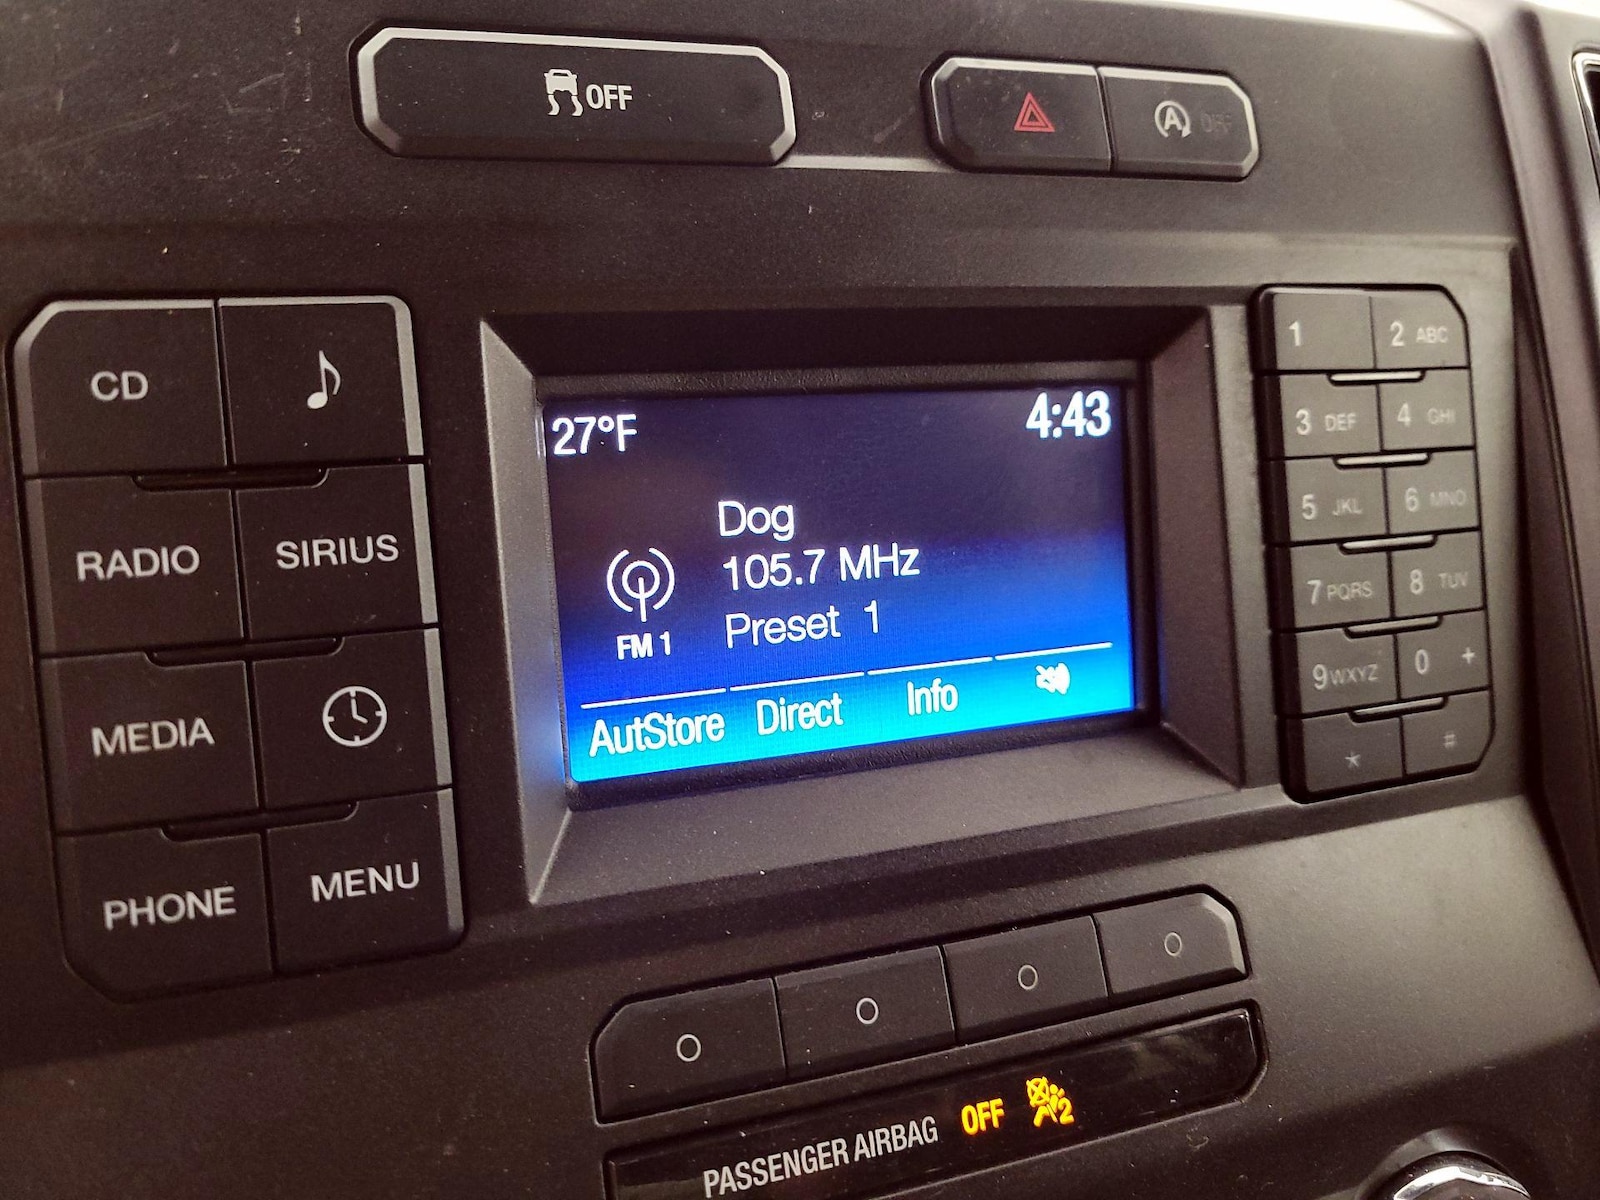 OFF
A OFF
CD
RADIO SIRIUS
MEDIA
PHONE MENU
27°F 4:43
Dog
105.7 MHz
FM 1 Preset 1
AutStore Direct Info
1 2 ABC
3 DEF 4 GHI
5 JKL 6 MNO
7 PQRS 8 TUV
9 WXYZ 0 +
* #
PASSENGER AIRBAG OFF 2